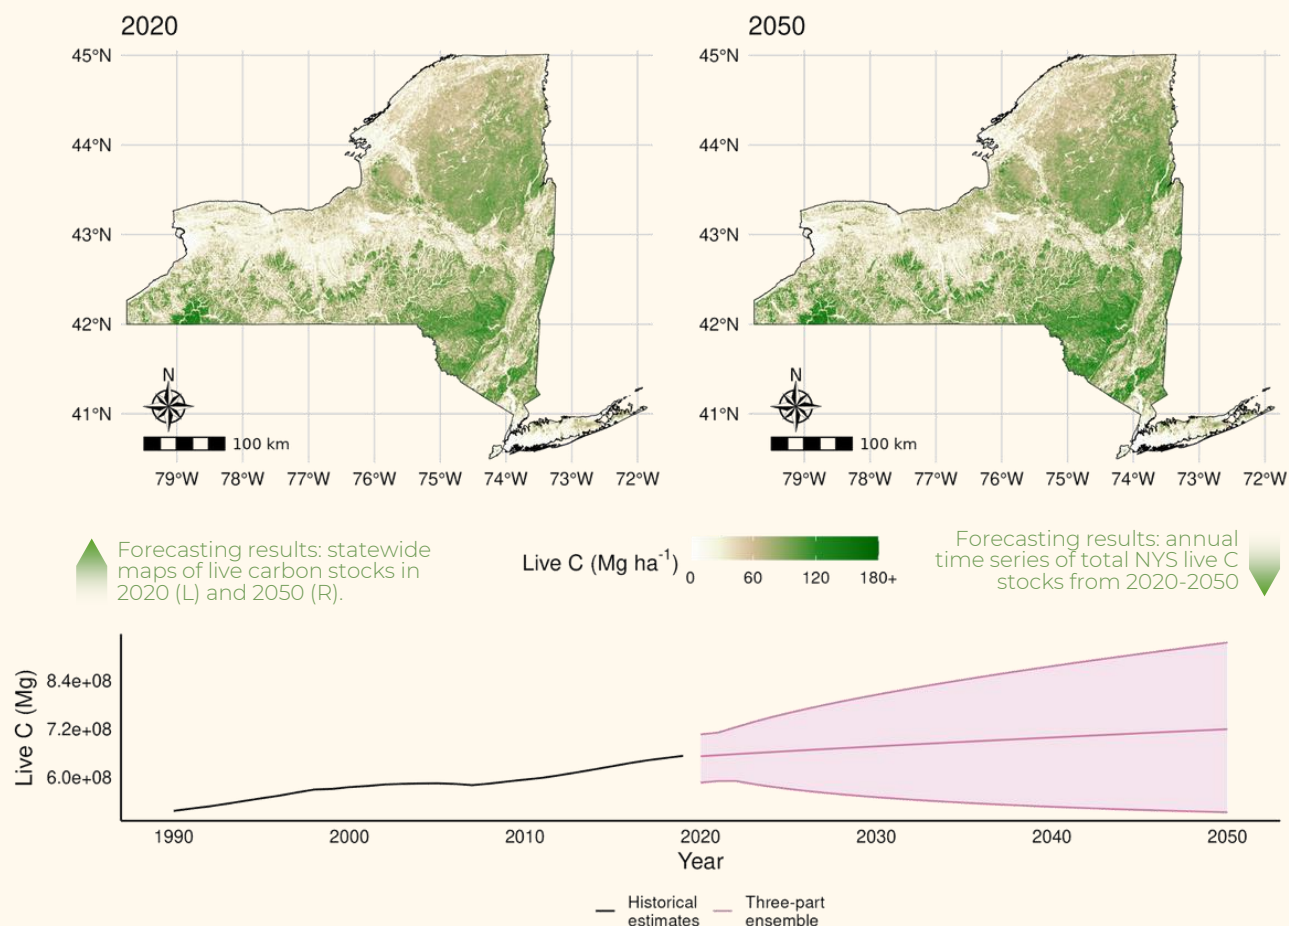 2020
2050
45°N
44°N
43°N
42°N
41°N
N
100 km
79°W 78°W 77°W 76°W 75°W 74°W 73°W 72°W
45°N
44°N
43°N
42°N
41°N
N
100 km
79°W 78°W 77°W 76°W 75°W 74°W 73°W 72°W
Forecasting results: statewide
maps of live carbon stocks in
2020 (L) and 2050 (R).
Live C (Mg ha⁻¹)
0 60 120 180+
Forecasting results: annual
time series of total NYS live C
stocks from 2020-2050
Live C (Mg)
8.4e+08
7.2e+08
6.0e+08
1990 2000 2010 2020 2030 2040 2050
Year
Historical
estimates
Three-part
ensemble